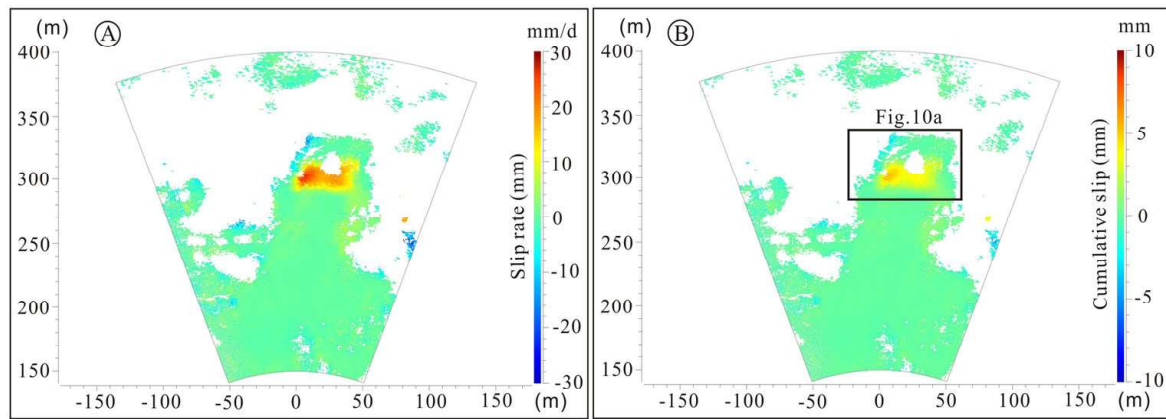 (m) Ⓐ mm/d
400 30
350 20
300 10
250 0
200 -10
150 -20
-30
Slip rate (mm)
-150 -100 -50 0 50 100 150 (m)
(m) Ⓑ mm
400 10
350 5
300 0
250 -5
200 -10
150
Fig.10a
Cumulative slip (mm)
-150 -100 -50 0 50 100 150 (m)